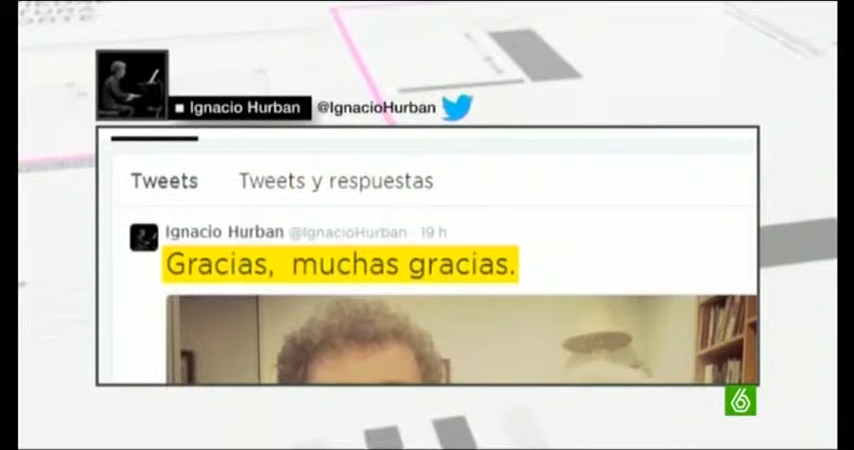 Ignacio Hurban @IgnacioHurban
Tweets Tweets y respuestas
Ignacio Hurban @IgnacioHurban · 19 h
Gracias, muchas gracias.
6